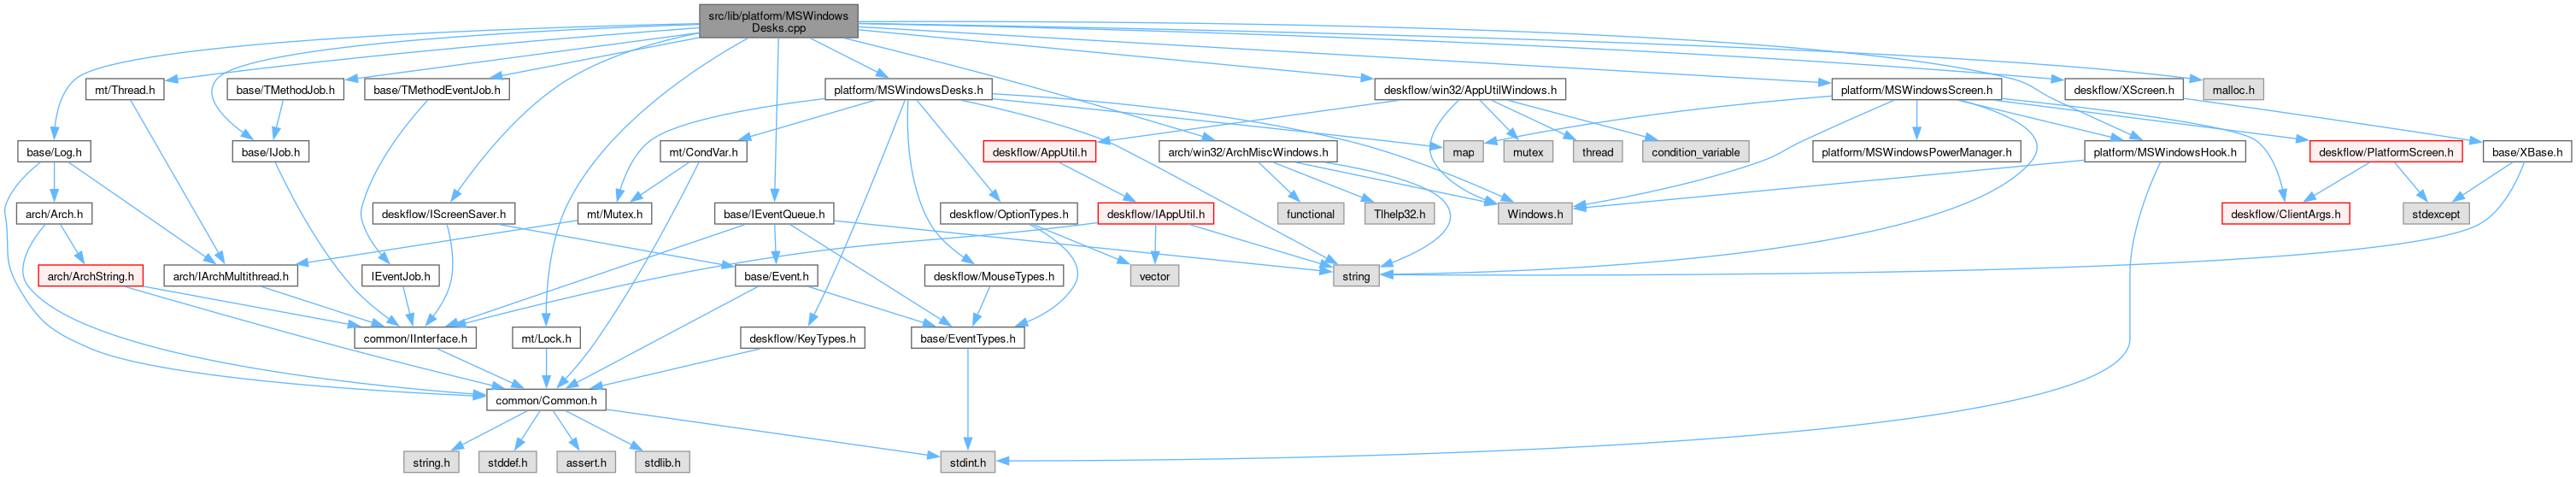 src/lib/platform/MSWindows
Desks.cpp
mt/Thread.h
base/TMethodJob.h
base/TMethodEventJob.h
platform/MSWindowsDesks.h
deskflow/win32/AppUtilWindows.h
platform/MSWindowsScreen.h
deskflow/XScreen.h
malloc.h
base/Log.h
base/IJob.h
mt/CondVar.h
deskflow/AppUtil.h
arch/win32/ArchMiscWindows.h
map
mutex
thread
condition_variable
platform/MSWindowsPowerManager.h
platform/MSWindowsHook.h
deskflow/PlatformScreen.h
base/XBase.h
arch/Arch.h
deskflow/IScreenSaver.h
mt/Mutex.h
base/IEventQueue.h
deskflow/OptionTypes.h
deskflow/IAppUtil.h
functional
Tlhelp32.h
Windows.h
deskflow/ClientArgs.h
stdexcept
arch/ArchString.h
arch/IArchMultithread.h
IEventJob.h
base/Event.h
deskflow/MouseTypes.h
vector
string
common/IInterface.h
mt/Lock.h
deskflow/KeyTypes.h
base/EventTypes.h
common/Common.h
string.h
stddef.h
assert.h
stdlib.h
stdint.h